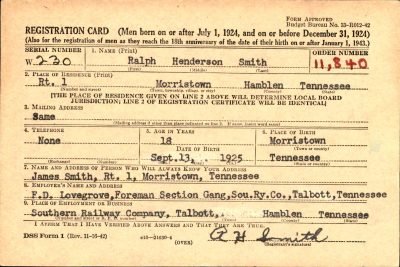 FORM APPROVED
Budget Bureau No. 33-R012-42
REGISTRATION CARD (Men born on or after July 1, 1924, and on or before December 31, 1924)
(Also for the registration of men as they reach the 18th anniversary of the date of their birth on or after January 1, 1943.)
SERIAL NUMBER 1. NAME (Print) ORDER NUMBER
W 230 Ralph Henderson Smith 11,840
2. PLACE OF RESIDENCE (Print)
Rt. 1 Morristown Hamblen Tennessee
[THE PLACE OF RESIDENCE GIVEN ON LINE 2 ABOVE WILL DETERMINE LOCAL BOARD
JURISDICTION; LINE 2 OF REGISTRATION CERTIFICATE WILL BE IDENTICAL]
3. MAILING ADDRESS
Same
4. TELEPHONE 5. AGE IN YEARS 6. PLACE OF BIRTH
None 18 Morristown
DATE OF BIRTH (Town or county)
Sept. 13, 1925 Tennessee
7. NAME AND ADDRESS OF PERSON WHO WILL ALWAYS KNOW YOUR ADDRESS
James Smith, Rt. 1, Morristown, Tennessee
8. EMPLOYER'S NAME AND ADDRESS
F.D. Lovegrove, Foreman Section Gang, Sou.Ry.Co., Talbott, Tennessee
9. PLACE OF EMPLOYMENT OR BUSINESS
Southern Railway Company, Talbott, Hamblen Tennessee
I AFFIRM THAT I HAVE VERIFIED ABOVE ANSWERS AND THAT THEY ARE TRUE.
DSS Form 1 (Rev. 11-16-42) (OVER) R H Smith